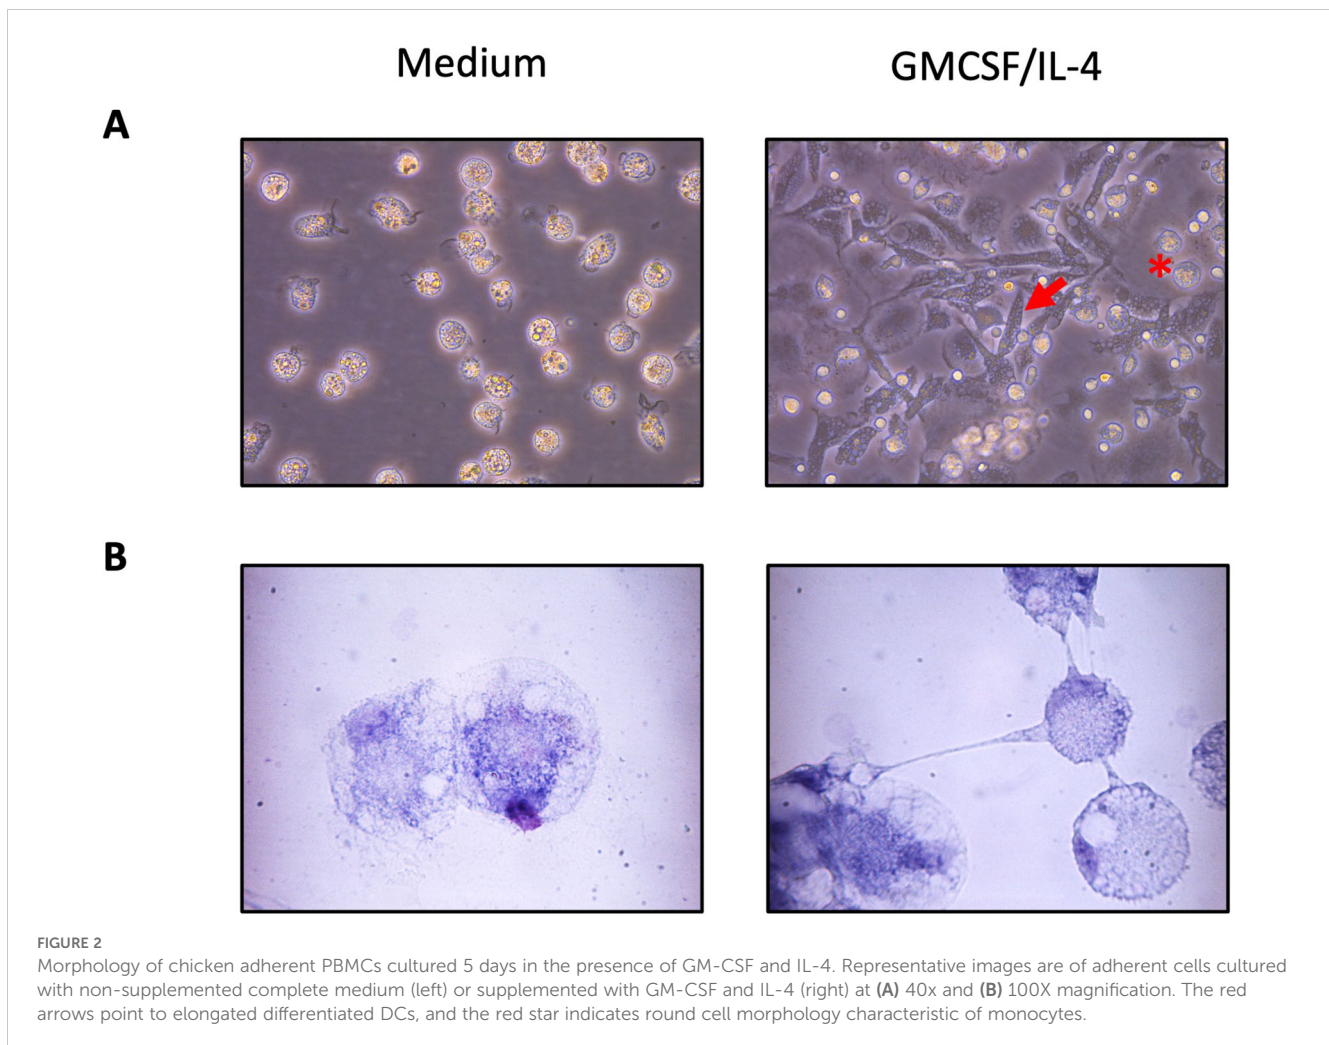 Medium
GMCSF/IL-4
A
*
B
FIGURE 2
Morphology of chicken adherent PBMCs cultured 5 days in the presence of GM-CSF and IL-4. Representative images are of adherent cells cultured
with non-supplemented complete medium (left) or supplemented with GM-CSF and IL-4 (right) at (A) 40x and (B) 100X magnification. The red
arrows point to elongated differentiated DCs, and the red star indicates round cell morphology characteristic of monocytes.